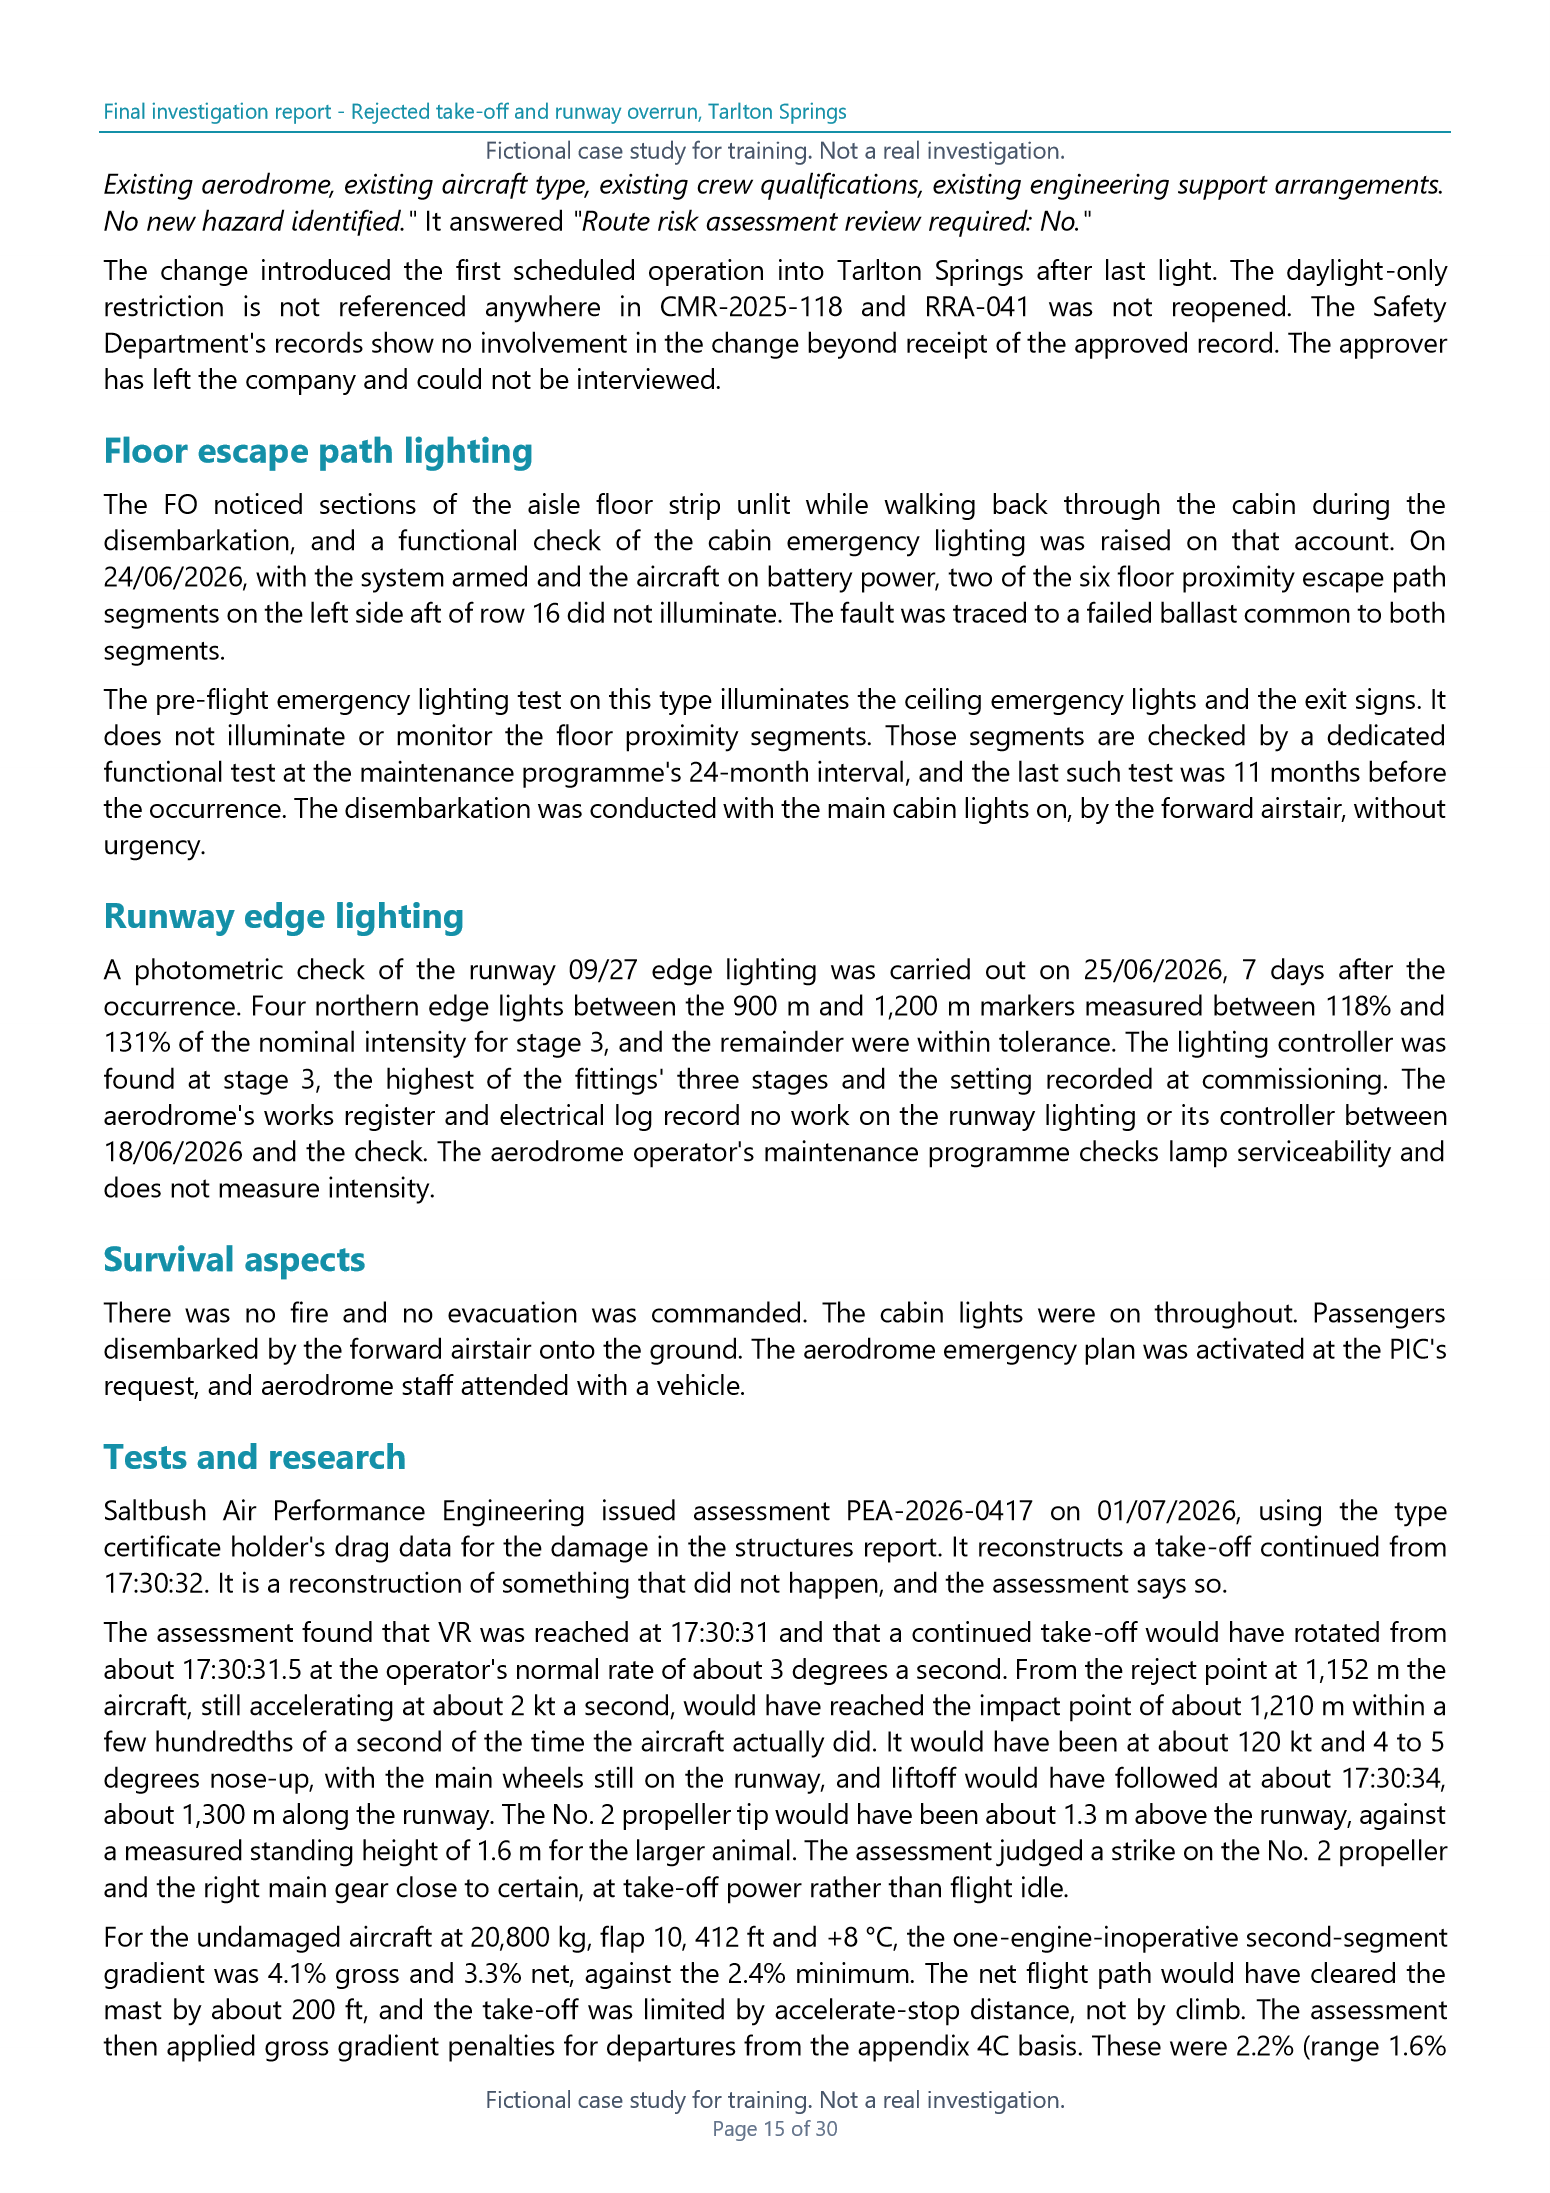 Final investigation report - Rejected take-off and runway overrun, Tarlton Springs
Fictional case study for training. Not a real investigation.
Existing aerodrome, existing aircraft type, existing crew qualifications, existing engineering support arrangements.
No new hazard identified." It answered "Route risk assessment review required: No."
The change introduced the first scheduled operation into Tarlton Springs after last light. The daylight-only
restriction is not referenced anywhere in CMR-2025-118 and RRA-041 was not reopened. The Safety
Department's records show no involvement in the change beyond receipt of the approved record. The approver
has left the company and could not be interviewed.
Floor escape path lighting
The FO noticed sections of the aisle floor strip unlit while walking back through the cabin during the
disembarkation, and a functional check of the cabin emergency lighting was raised on that account. On
24/06/2026, with the system armed and the aircraft on battery power, two of the six floor proximity escape path
segments on the left side aft of row 16 did not illuminate. The fault was traced to a failed ballast common to both
segments.
The pre-flight emergency lighting test on this type illuminates the ceiling emergency lights and the exit signs. It
does not illuminate or monitor the floor proximity segments. Those segments are checked by a dedicated
functional test at the maintenance programme's 24-month interval, and the last such test was 11 months before
the occurrence. The disembarkation was conducted with the main cabin lights on, by the forward airstair, without
urgency.
Runway edge lighting
A photometric check of the runway 09/27 edge lighting was carried out on 25/06/2026, 7 days after the
occurrence. Four northern edge lights between the 900 m and 1,200 m markers measured between 118% and
131% of the nominal intensity for stage 3, and the remainder were within tolerance. The lighting controller was
found at stage 3, the highest of the fittings' three stages and the setting recorded at commissioning. The
aerodrome's works register and electrical log record no work on the runway lighting or its controller between
18/06/2026 and the check. The aerodrome operator's maintenance programme checks lamp serviceability and
does not measure intensity.
Survival aspects
There was no fire and no evacuation was commanded. The cabin lights were on throughout. Passengers
disembarked by the forward airstair onto the ground. The aerodrome emergency plan was activated at the PIC's
request, and aerodrome staff attended with a vehicle.
Tests and research
Saltbush Air Performance Engineering issued assessment PEA-2026-0417 on 01/07/2026, using the type
certificate holder's drag data for the damage in the structures report. It reconstructs a take-off continued from
17:30:32. It is a reconstruction of something that did not happen, and the assessment says so.
The assessment found that VR was reached at 17:30:31 and that a continued take-off would have rotated from
about 17:30:31.5 at the operator's normal rate of about 3 degrees a second. From the reject point at 1,152 m the
aircraft, still accelerating at about 2 kt a second, would have reached the impact point of about 1,210 m within a
few hundredths of a second of the time the aircraft actually did. It would have been at about 120 kt and 4 to 5
degrees nose-up, with the main wheels still on the runway, and liftoff would have followed at about 17:30:34,
about 1,300 m along the runway. The No. 2 propeller tip would have been about 1.3 m above the runway, against
a measured standing height of 1.6 m for the larger animal. The assessment judged a strike on the No. 2 propeller
and the right main gear close to certain, at take-off power rather than flight idle.
For the undamaged aircraft at 20,800 kg, flap 10, 412 ft and +8 °C, the one-engine-inoperative second-segment
gradient was 4.1% gross and 3.3% net, against the 2.4% minimum. The net flight path would have cleared the
mast by about 200 ft, and the take-off was limited by accelerate-stop distance, not by climb. The assessment
then applied gross gradient penalties for departures from the appendix 4C basis. These were 2.2% (range 1.6%
Fictional case study for training. Not a real investigation.
Page 15 of 30